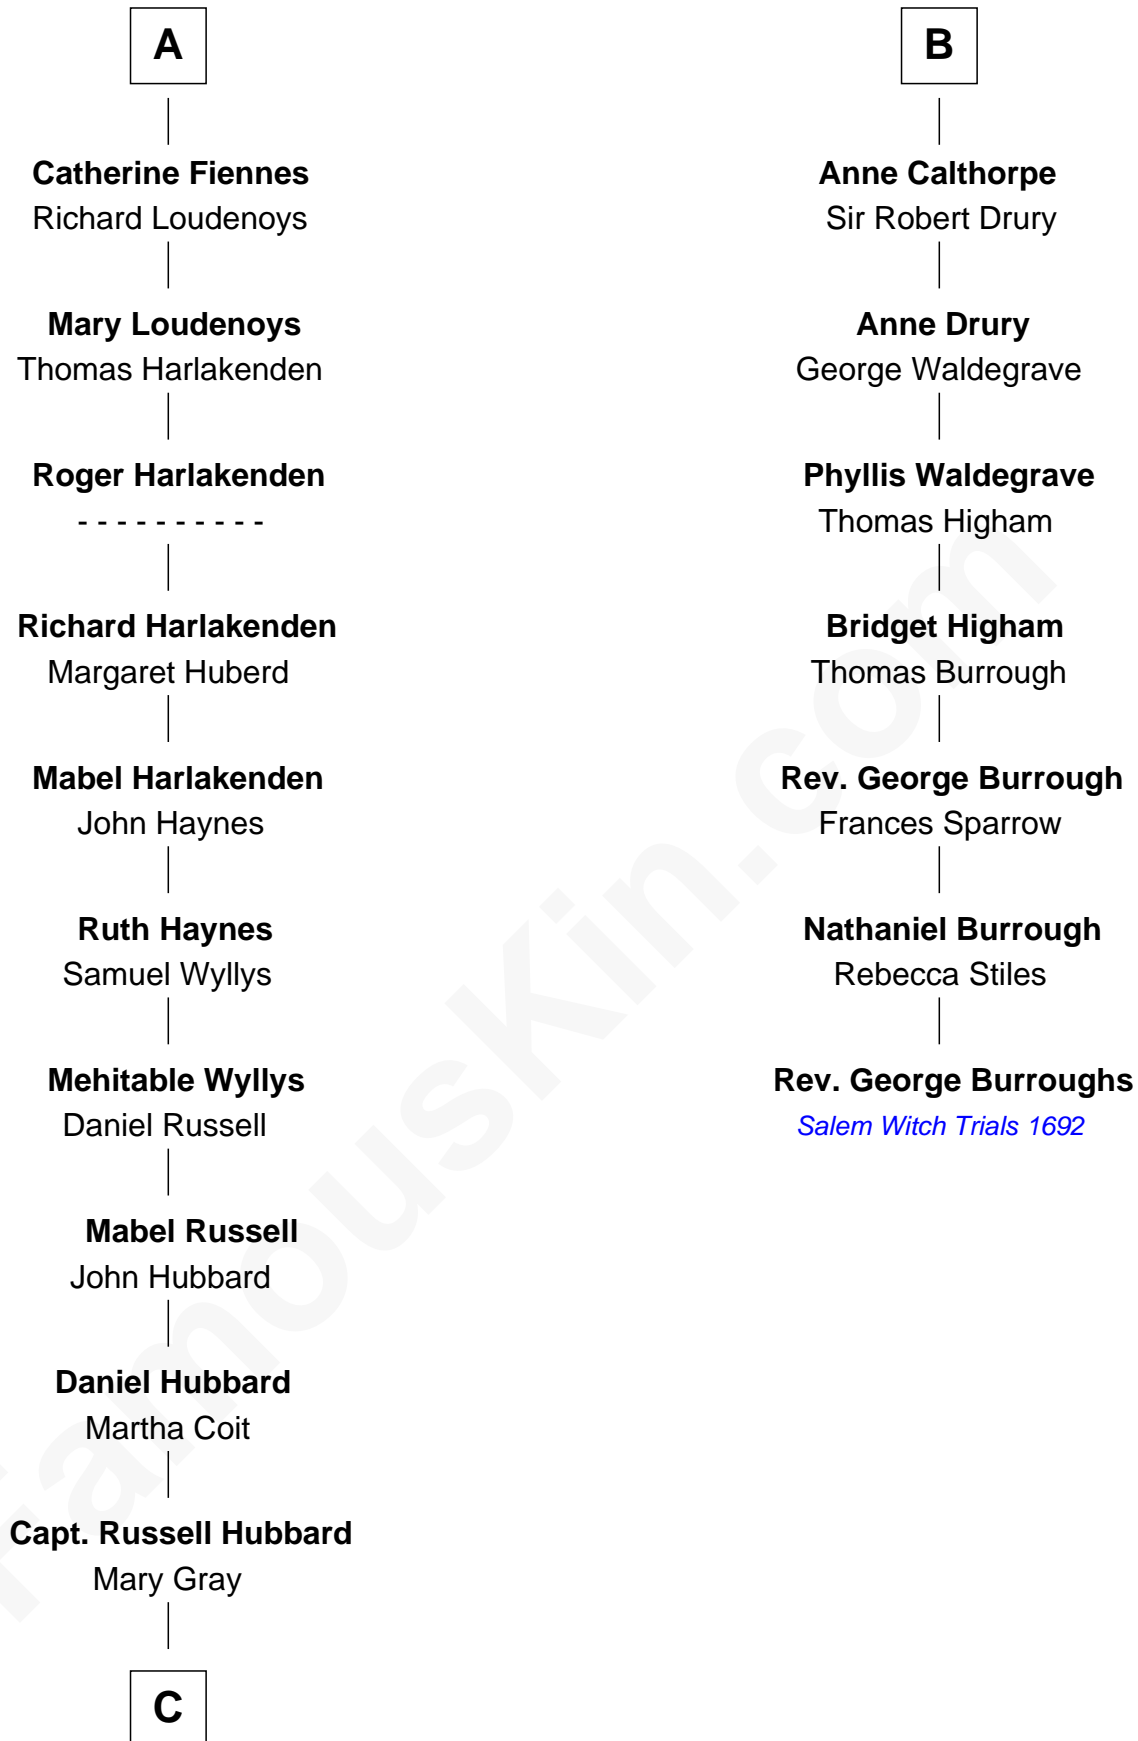 A
Catherine Fiennes
Richard Loudenoys
Mary Loudenoys
Thomas Harlakenden
Roger Harlakenden
- - - - - - - - - -
Richard Harlakenden
Margaret Huberd
Mabel Harlakenden
John Haynes
Ruth Haynes
Samuel Wyllys
Mehitable Wyllys
Daniel Russell
Mabel Russell
John Hubbard
Daniel Hubbard
Martha Coit
Capt. Russell Hubbard
Mary Gray
C
B
Anne Calthorpe
Sir Robert Drury
Anne Drury
George Waldegrave
Phyllis Waldegrave
Thomas Higham
Bridget Higham
Thomas Burrough
Rev. George Burrough
Frances Sparrow
Nathaniel Burrough
Rebecca Stiles
Rev. George Burroughs
Salem Witch Trials 1692
FamousKin.com